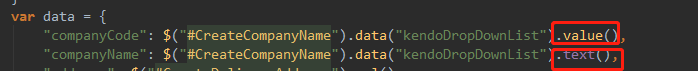 var data = {
"companyCode": $("#CreateCompanyName").data("kendoDropDownList").value(),
"companyName": $("#CreateCompanyName").data("kendoDropDownList").text(),